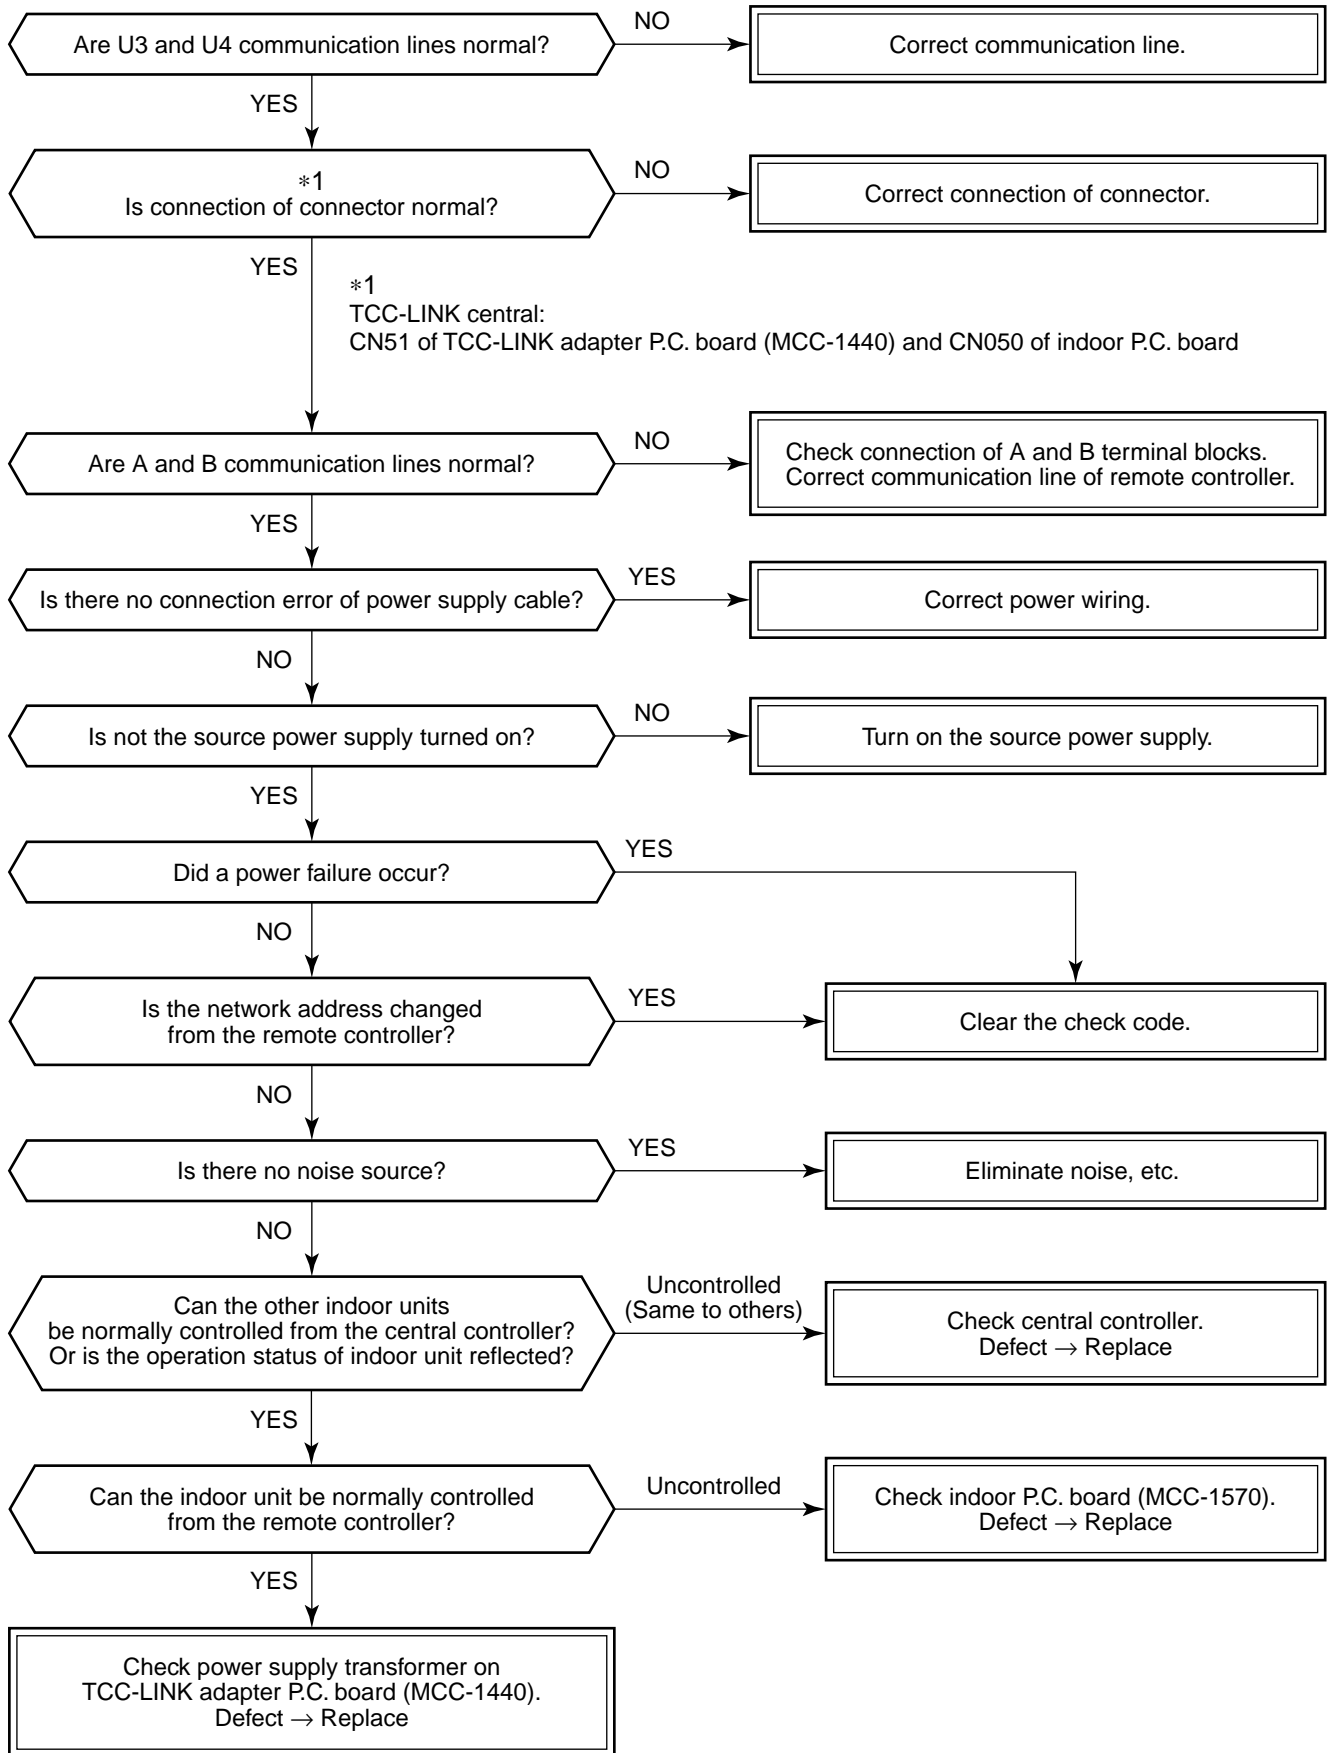 Are U3 and U4 communication lines normal?
NO
Correct communication line.
YES
*1
Is connection of connector normal?
NO
Correct connection of connector.
YES
*1
TCC-LINK central:
CN51 of TCC-LINK adapter P.C. board (MCC-1440) and CN050 of indoor P.C. board
Are A and B communication lines normal?
NO
Check connection of A and B terminal blocks.
Correct communication line of remote controller.
YES
Is there no connection error of power supply cable?
YES
Correct power wiring.
NO
Is not the source power supply turned on?
NO
Turn on the source power supply.
YES
Did a power failure occur?
YES
NO
Is the network address changed
from the remote controller?
YES
Clear the check code.
NO
Is there no noise source?
YES
Eliminate noise, etc.
NO
Can the other indoor units
be normally controlled from the central controller?
Or is the operation status of indoor unit reflected?
Uncontrolled
(Same to others)
Check central controller.
Defect → Replace
YES
Can the indoor unit be normally controlled
from the remote controller?
Uncontrolled
Check indoor P.C. board (MCC-1570).
Defect → Replace
YES
Check power supply transformer on
TCC-LINK adapter P.C. board (MCC-1440).
Defect → Replace